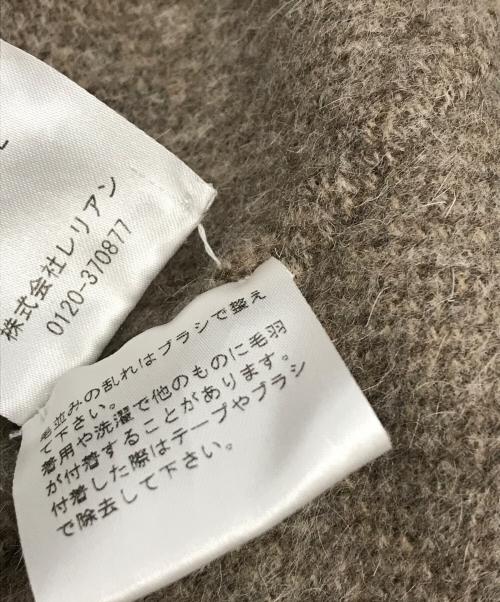 株式会社レリアン
0120-370877
毛並みの乱れはブラシで整え
て下さい。
着用や洗濯で他のものに毛羽
が付着することがあります。
付着した際はテープやブラシ
で除去して下さい。